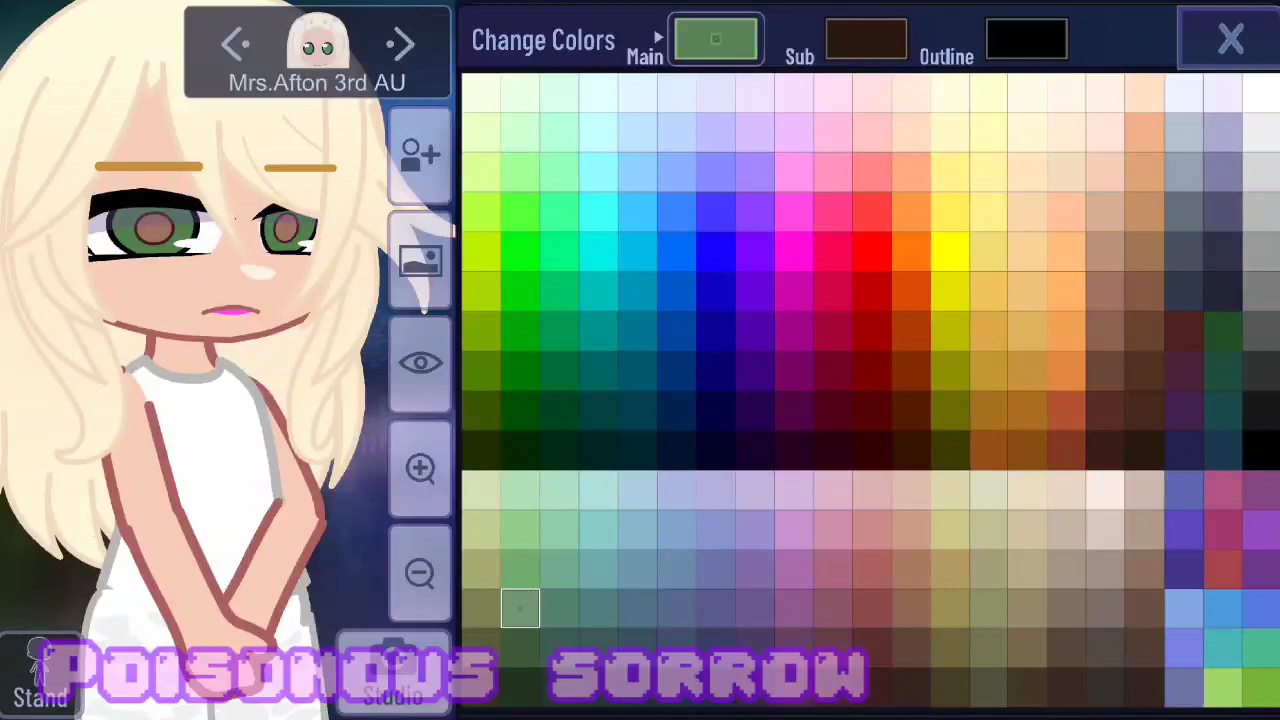 Mrs.Afton 3rd AU
Change Colors
Main
Sub
Outline
X
Stand
Studio
POISONOUS SORROW